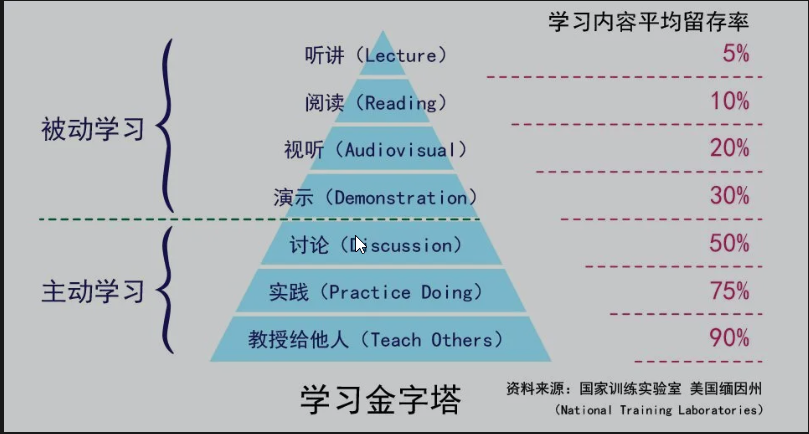 学习内容平均留存率
听讲（Lecture） 5%
阅读（Reading） 10%
被动学习
视听（Audiovisual） 20%
演示（Demonstration） 30%
讨论（Discussion） 50%
主动学习
实践（Practice Doing） 75%
教授给他人（Teach Others） 90%
学习金字塔
资料来源：国家训练实验室 美国缅因州
（National Training Laboratories）